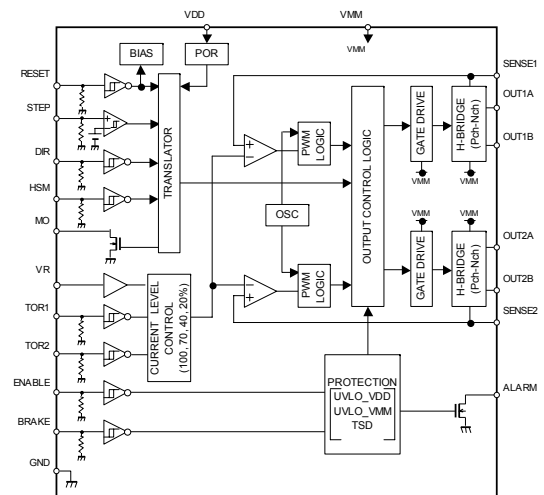 VDD
VMM
BIAS
POR
VMM
RESET
STEP
DIR
HSM
MO
VR
TOR1
TOR2
ENABLE
BRAKE
GND
TRANSLATOR
CURRENT LEVEL
CONTROL
(100, 70, 40, 20%)
+
−
−
+
OSC
PWM
LOGIC
PWM
LOGIC
OUTPUT CONTROL LOGIC
GATE DRIVE
H-BRIDGE
(Pch-Nch)
VMM
VMM
VMM
VMM
GATE DRIVE
H-BRIDGE
(Pch-Nch)
PROTECTION
UVLO_VDD
UVLO_VMM
TSD
SENSE1
OUT1A
OUT1B
OUT2A
OUT2B
SENSE2
ALARM